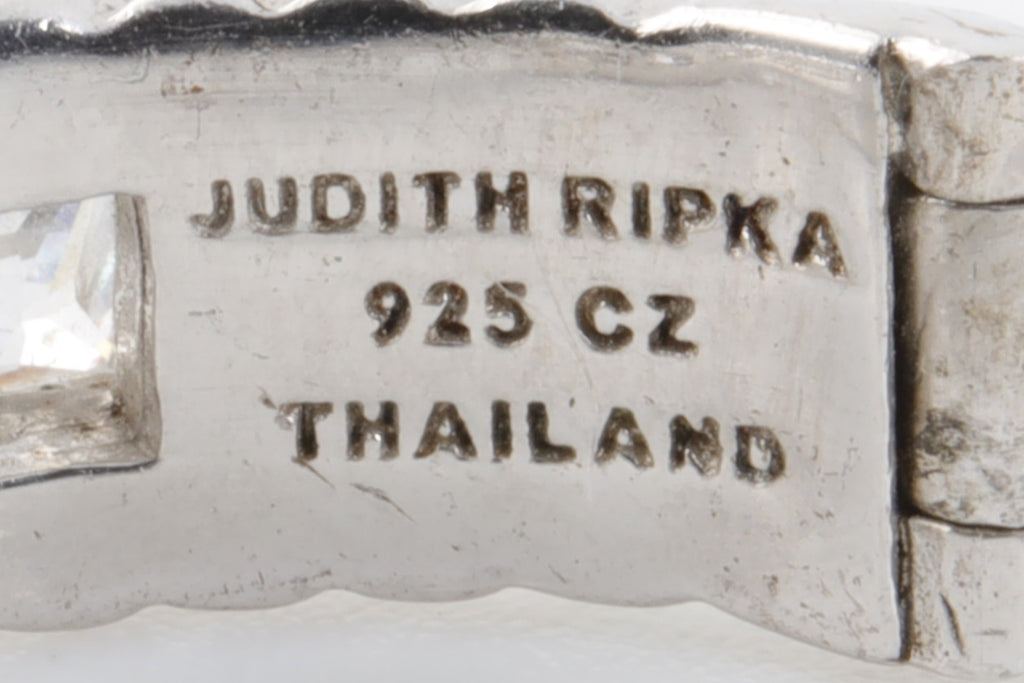 JUDITH RIPKA
925 CZ
THAILAND